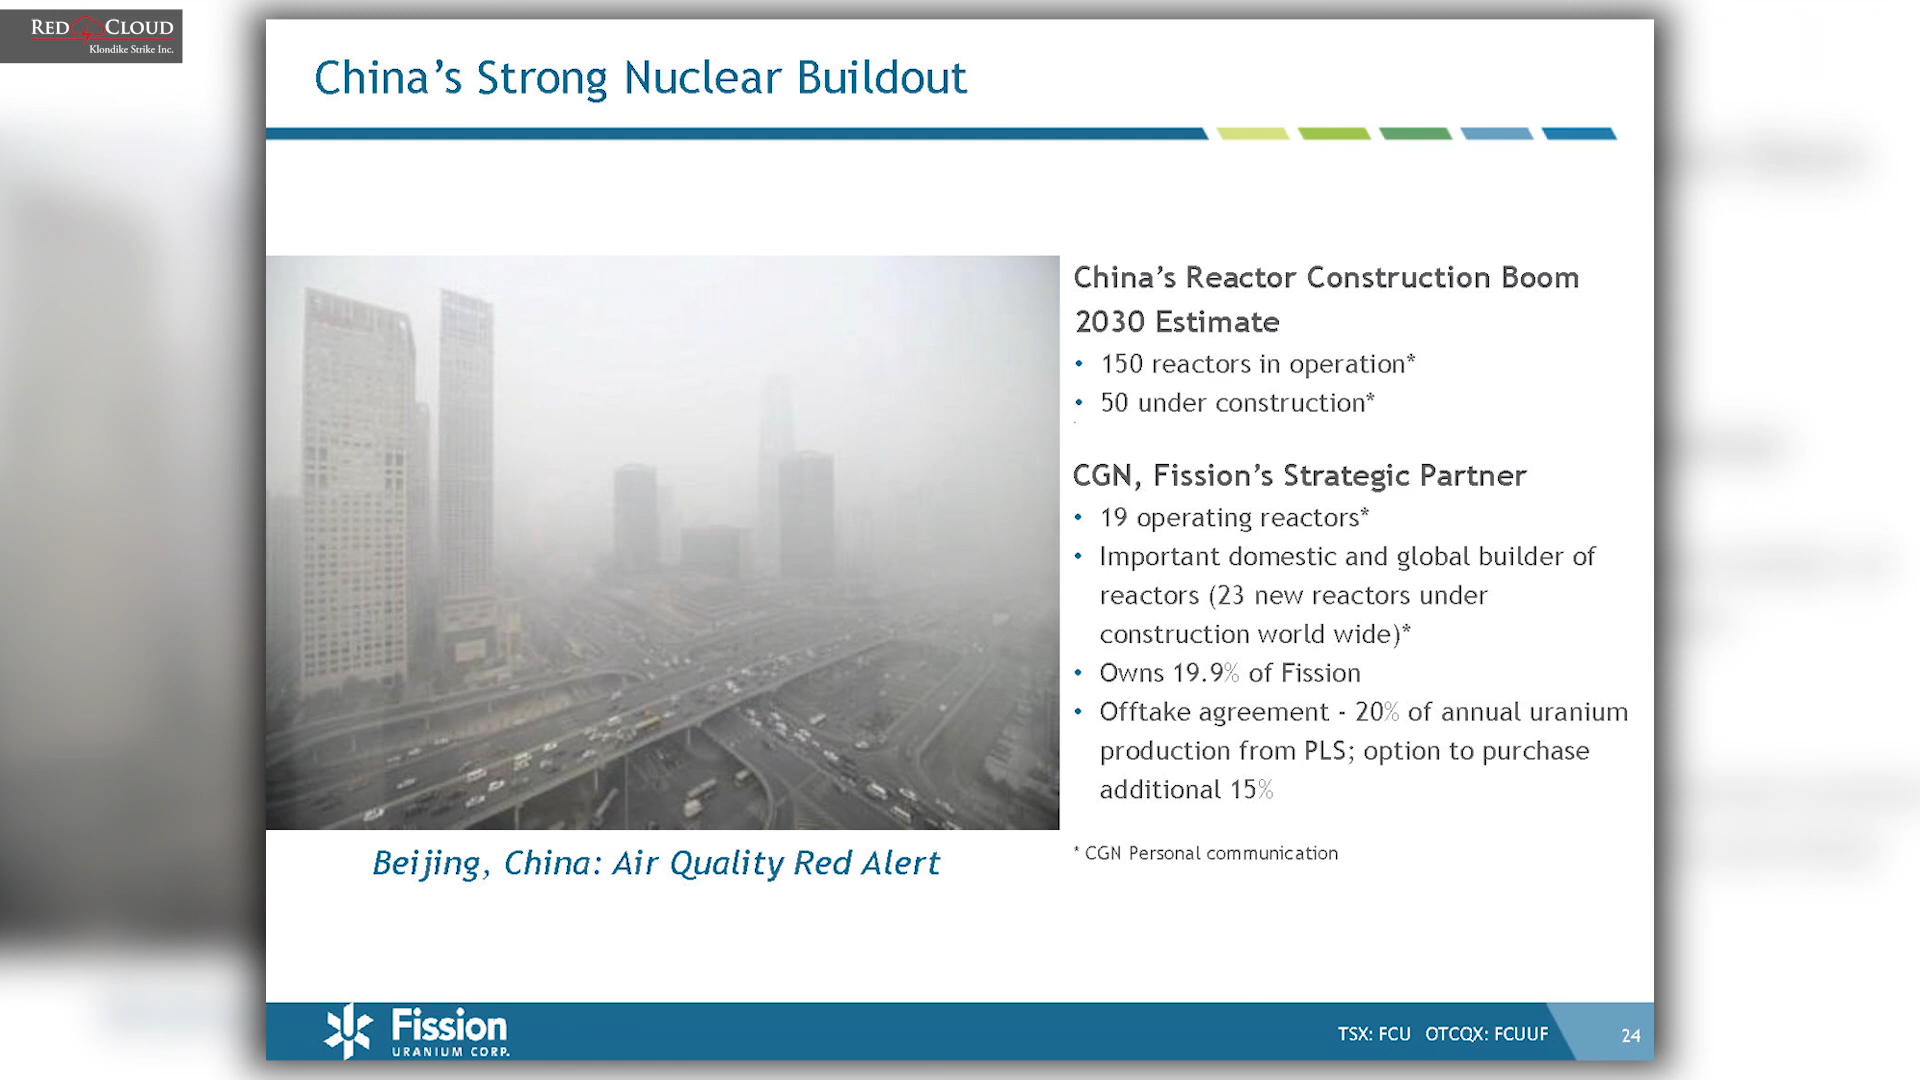 RED CLOUD
Klondike Strike Inc.
China’s Strong Nuclear Buildout
China’s Reactor Construction Boom
2030 Estimate
• 150 reactors in operation*
• 50 under construction*
CGN, Fission’s Strategic Partner
• 19 operating reactors*
• Important domestic and global builder of
reactors (23 new reactors under
construction world wide)*
• Owns 19.9% of Fission
• Offtake agreement - 20% of annual uranium
production from PLS; option to purchase
additional 15%
* CGN Personal communication
Beijing, China: Air Quality Red Alert
Fission
URANIUM CORP.
TSX: FCU OTCQX: FCUUF
24